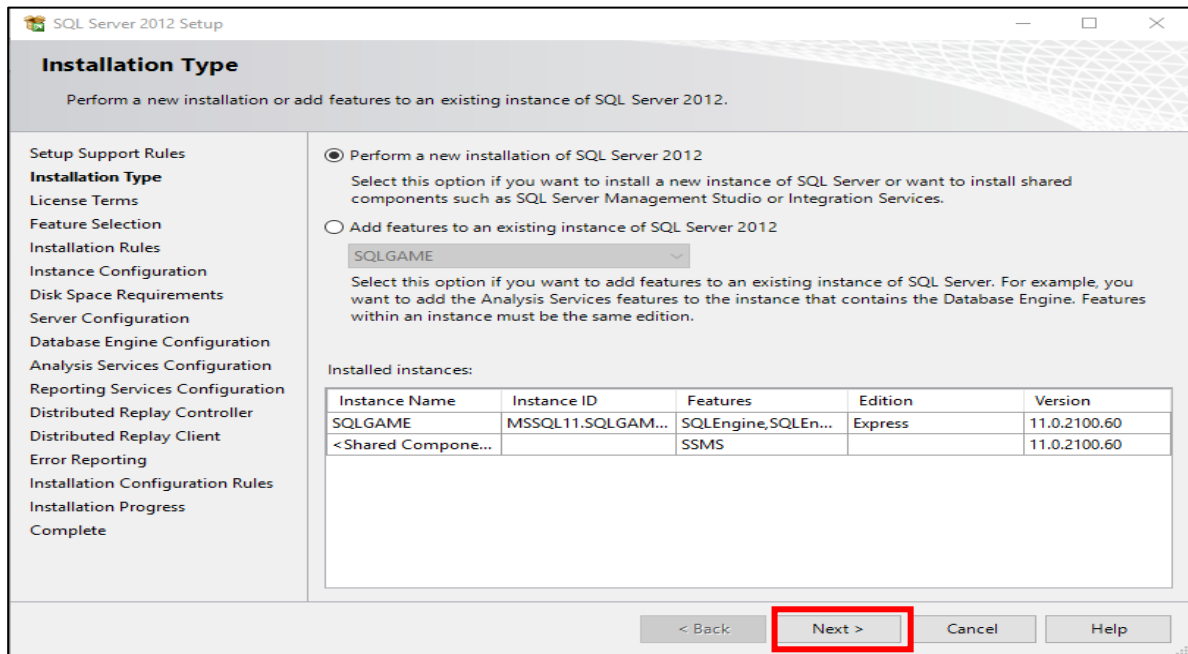 SQL Server 2012 Setup
Installation Type
Perform a new installation or add features to an existing instance of SQL Server 2012.
Setup Support Rules
Installation Type
License Terms
Feature Selection
Installation Rules
Instance Configuration
Disk Space Requirements
Server Configuration
Database Engine Configuration
Analysis Services Configuration
Reporting Services Configuration
Distributed Replay Controller
Distributed Replay Client
Error Reporting
Installation Configuration Rules
Installation Progress
Complete
Perform a new installation of SQL Server 2012
Select this option if you want to install a new instance of SQL Server or want to install shared
components such as SQL Server Management Studio or Integration Services.
Add features to an existing instance of SQL Server 2012
SQLGAME
Select this option if you want to add features to an existing instance of SQL Server. For example, you
want to add the Analysis Services features to the instance that contains the Database Engine. Features
within an instance must be the same edition.
Installed instances:
Instance Name Instance ID Features Edition Version
SQLGAME MSSQL11.SQLGAM... SQLEngine,SQLEn... Express 11.0.2100.60
<Shared Compone... SSMS 11.0.2100.60
< Back Next > Cancel Help